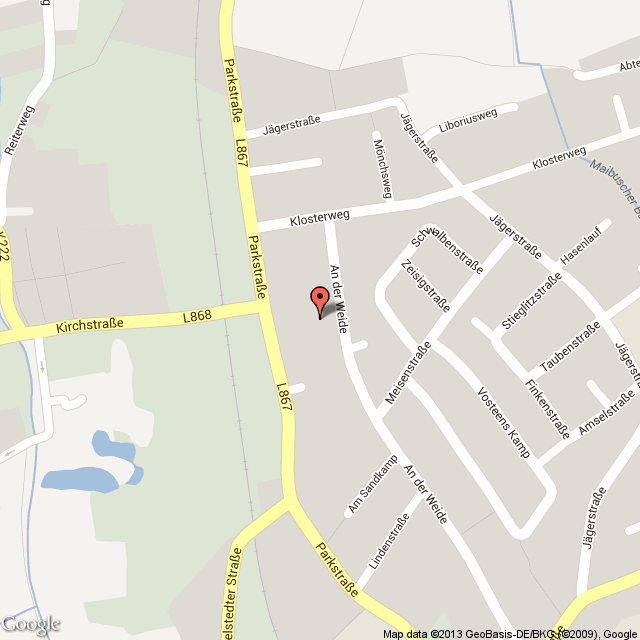 Reiterweg
Parkstraße
Abte
Jägerstraße
Liboriusweg
Jägerstraße
L867
Mönchsweg
Klosterweg
Maibuscher B
Klosterweg
Jägerstraße
Schwalbenstraße
Hasenlauf
K222
Parkstraße
An der Weide
Zeisigstraße
Stieglitzstraße
L868
Kirchstraße
Taubenstraße
Meisenstraße
Jägerstra
L867
Vosteens Kamp
Finkenstraße
Amselstraße
Am Sandkamp
An der Weide
Jägerstraße
Lindenstraße
Parkstraße
elstedter Straße
Google
Map data ©2013 GeoBasis-DE/BKG (©2009), Google